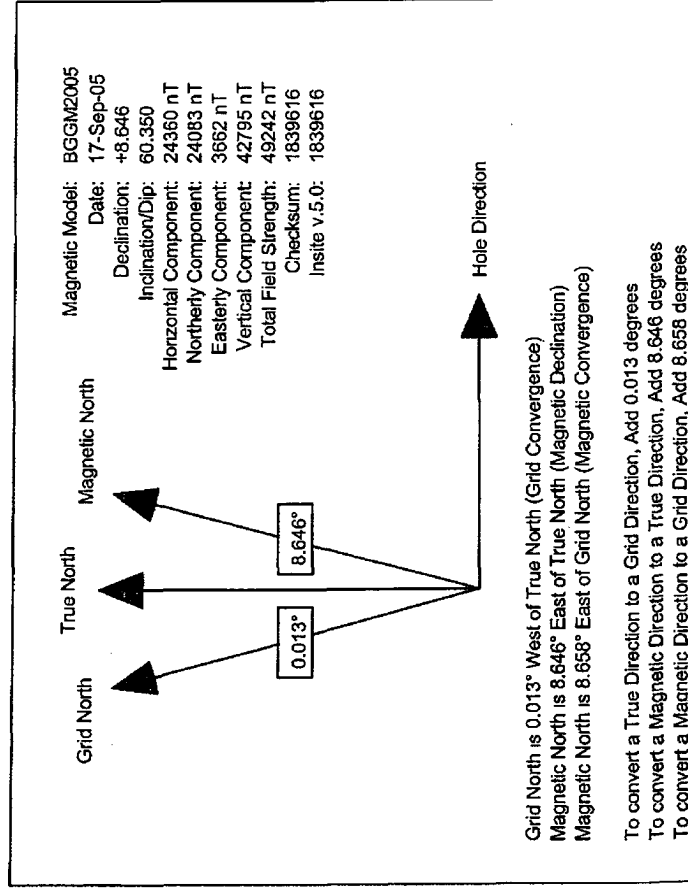 Grid North
True North
Magnetic North
Magnetic Model: BGGM2005
Date: 17-Sep-05
Declination: +8.646
Inclination/Dip: 60.350
Horizontal Component: 24360 nT
Northerly Component: 24083 nT
Easterly Component: 3662 nT
Vertical Component: 42795 nT
Total Field Strength: 49242 nT
Checksum: 1839616
Insite v.5.0: 1839616
0.013°
8.646°
Hole Direction
Grid North is 0.013° West of True North (Grid Convergence)
Magnetic North is 8.646° East of True North (Magnetic Declination)
Magnetic North is 8.658° East of Grid North (Magnetic Convergence)
To convert a True Direction to a Grid Direction, Add 0.013 degrees
To convert a Magnetic Direction to a True Direction, Add 8.646 degrees
To convert a Magnetic Direction to a Grid Direction, Add 8.658 degrees